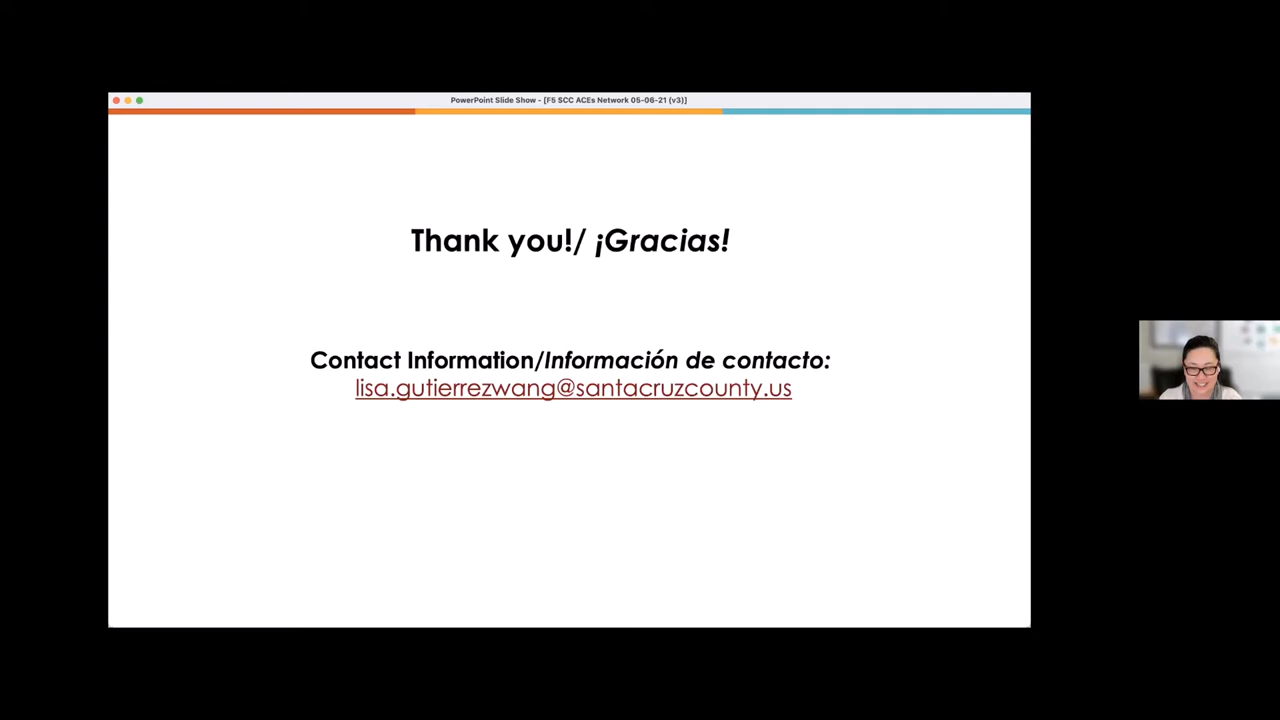 PowerPoint Slide Show - [F5 SCC ACEs Network 05-06-21 (v3)]
Thank you!/ ¡Gracias!
Contact Information/Información de contacto:
lisa.gutierrezwang@santacruzcounty.us